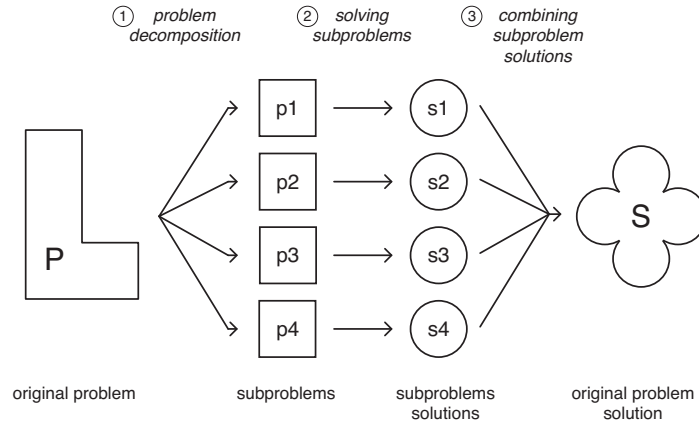 ① problem decomposition
② solving subproblems
③ combining subproblem solutions
p1
s1
p2
s2
P
S
p3
s3
p4
s4
original problem
subproblems
subproblems solutions
original problem solution